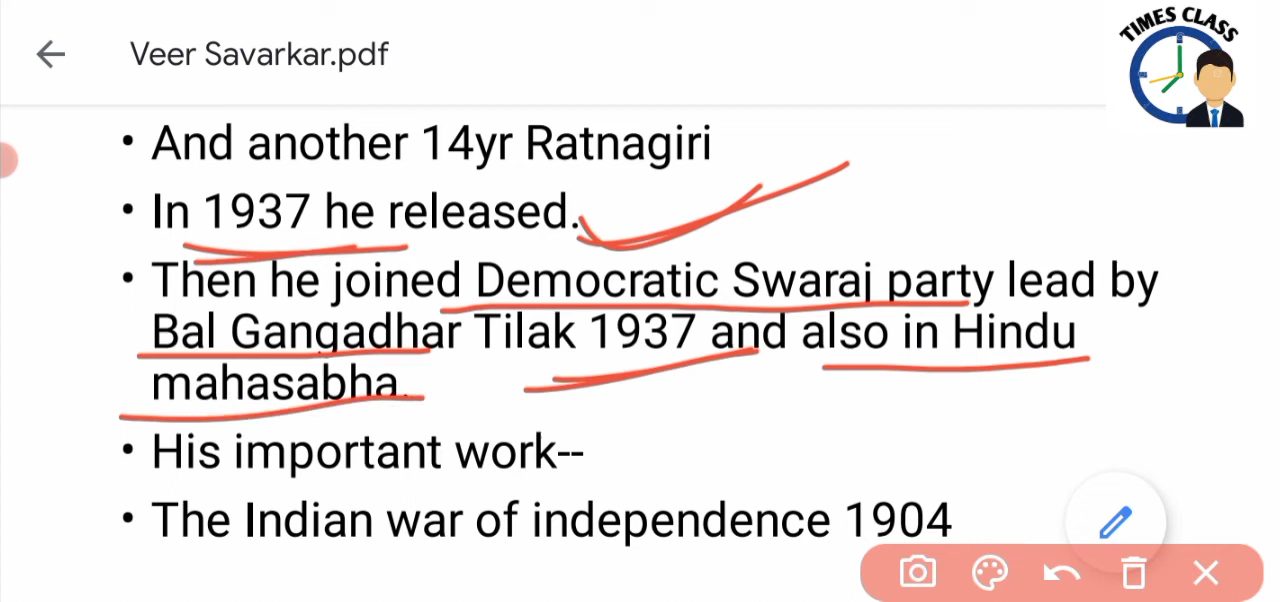 Veer Savarkar.pdf
TIMES CLASS
• And another 14yr Ratnagiri
• In 1937 he released.
• Then he joined Democratic Swaraj party lead by
Bal Gangadhar Tilak 1937 and also in Hindu
mahasabha.
• His important work--
• The Indian war of independence 1904